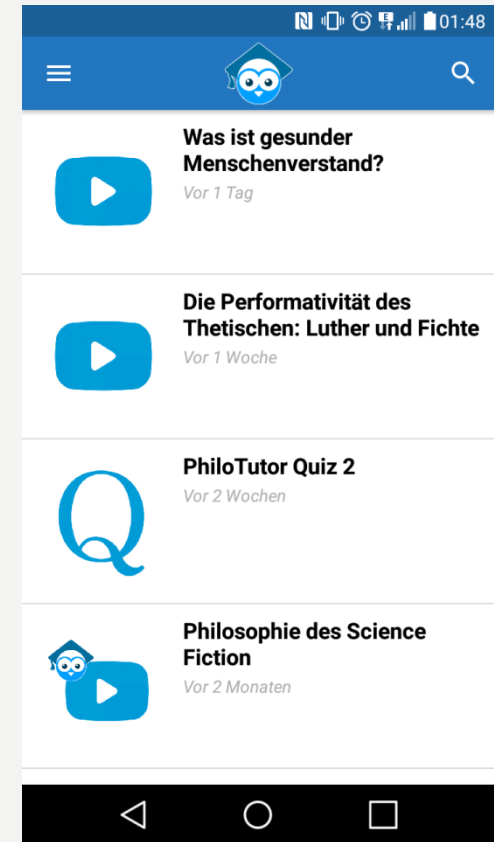 01:48
Was ist gesunder
Menschenverstand?
Vor 1 Tag
Die Performativität des
Thetischen: Luther und Fichte
Vor 1 Woche
PhiloTutor Quiz 2
Vor 2 Wochen
Q
Philosophie des Science
Fiction
Vor 2 Monaten